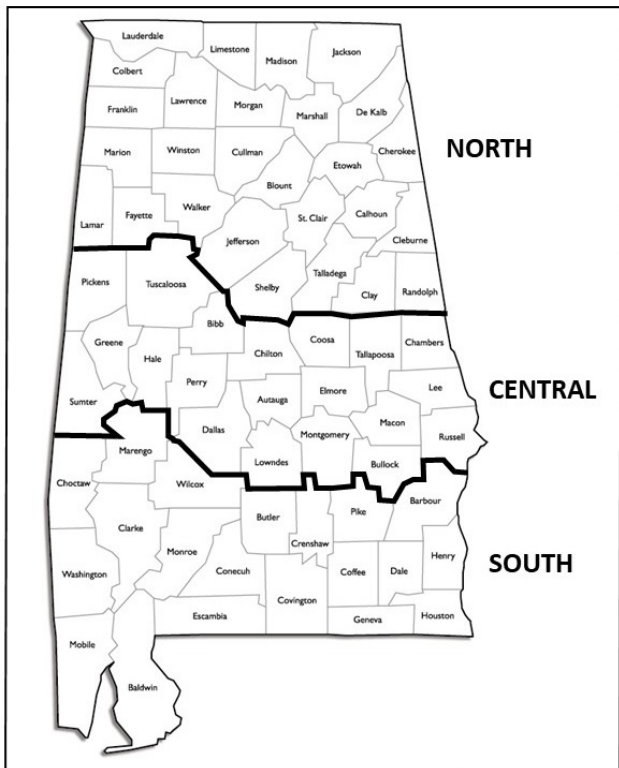 Lauderdale
Limestone
Madison
Jackson
Colbert
Franklin
Lawrence
Morgan
Marshall
De Kalb
Cherokee
NORTH
Marion
Winston
Cullman
Blount
Etowah
Lamar
Fayette
Walker
Jefferson
St. Clair
Calhoun
Cleburne
Shelby
Talladega
Clay
Randolph
Pickens
Tuscaloosa
Bibb
Greene
Hale
Chilton
Coosa
Tallapoosa
Chambers
Perry
Autauga
Elmore
Lee
CENTRAL
Sumter
Dallas
Montgomery
Macon
Russell
Marengo
Lowndes
Bullock
Choctaw
Wilcox
Butler
Pike
Barbour
Clarke
Crenshaw
Monroe
Conecuh
Coffee
Dale
Henry
SOUTH
Washington
Escambia
Covington
Geneva
Houston
Mobile
Baldwin